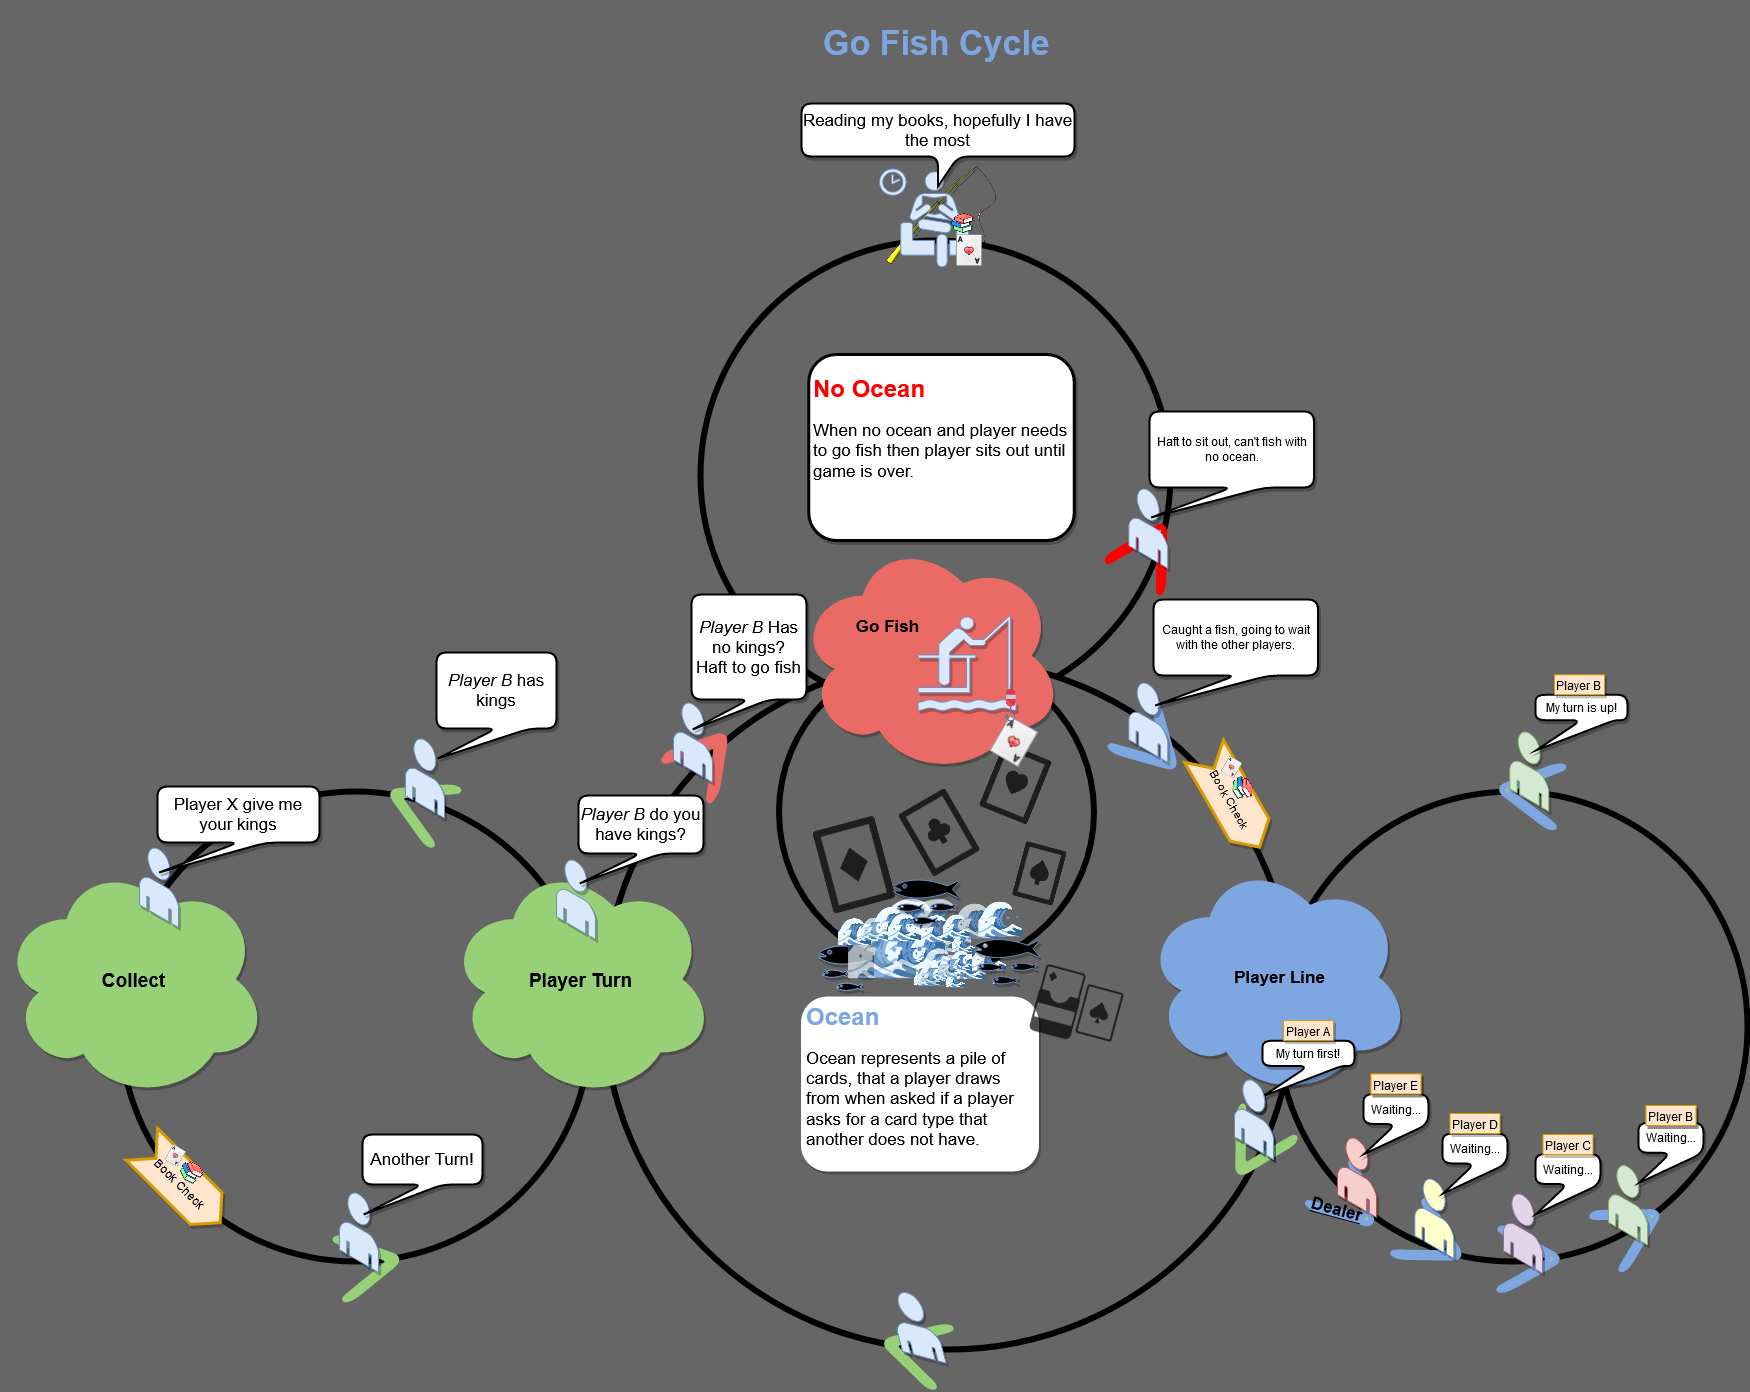 Go Fish Cycle
Reading my books, hopefully I have
the most
A
A
No Ocean
When no ocean and player needs
to go fish then player sits out until
game is over.
Haft to sit out, can't fish with
no ocean.
Caught a fish, going to wait
with the other players.
Go Fish
A
A
Player B Has
no kings?
Haft to go fish
Player B has
kings
Player B
My turn is up!
Book Check
Player X give me
your kings
Player B do you
have kings?
Collect
Player Turn
Player Line
Ocean
Ocean represents a pile of
cards, that a player draws
from when asked if a player
asks for a card type that
another does not have.
Player A
My turn first!
Player E
Waiting...
Player D
Waiting...
Player C
Waiting...
Player B
Waiting...
Dealer
Book Check
Another Turn!